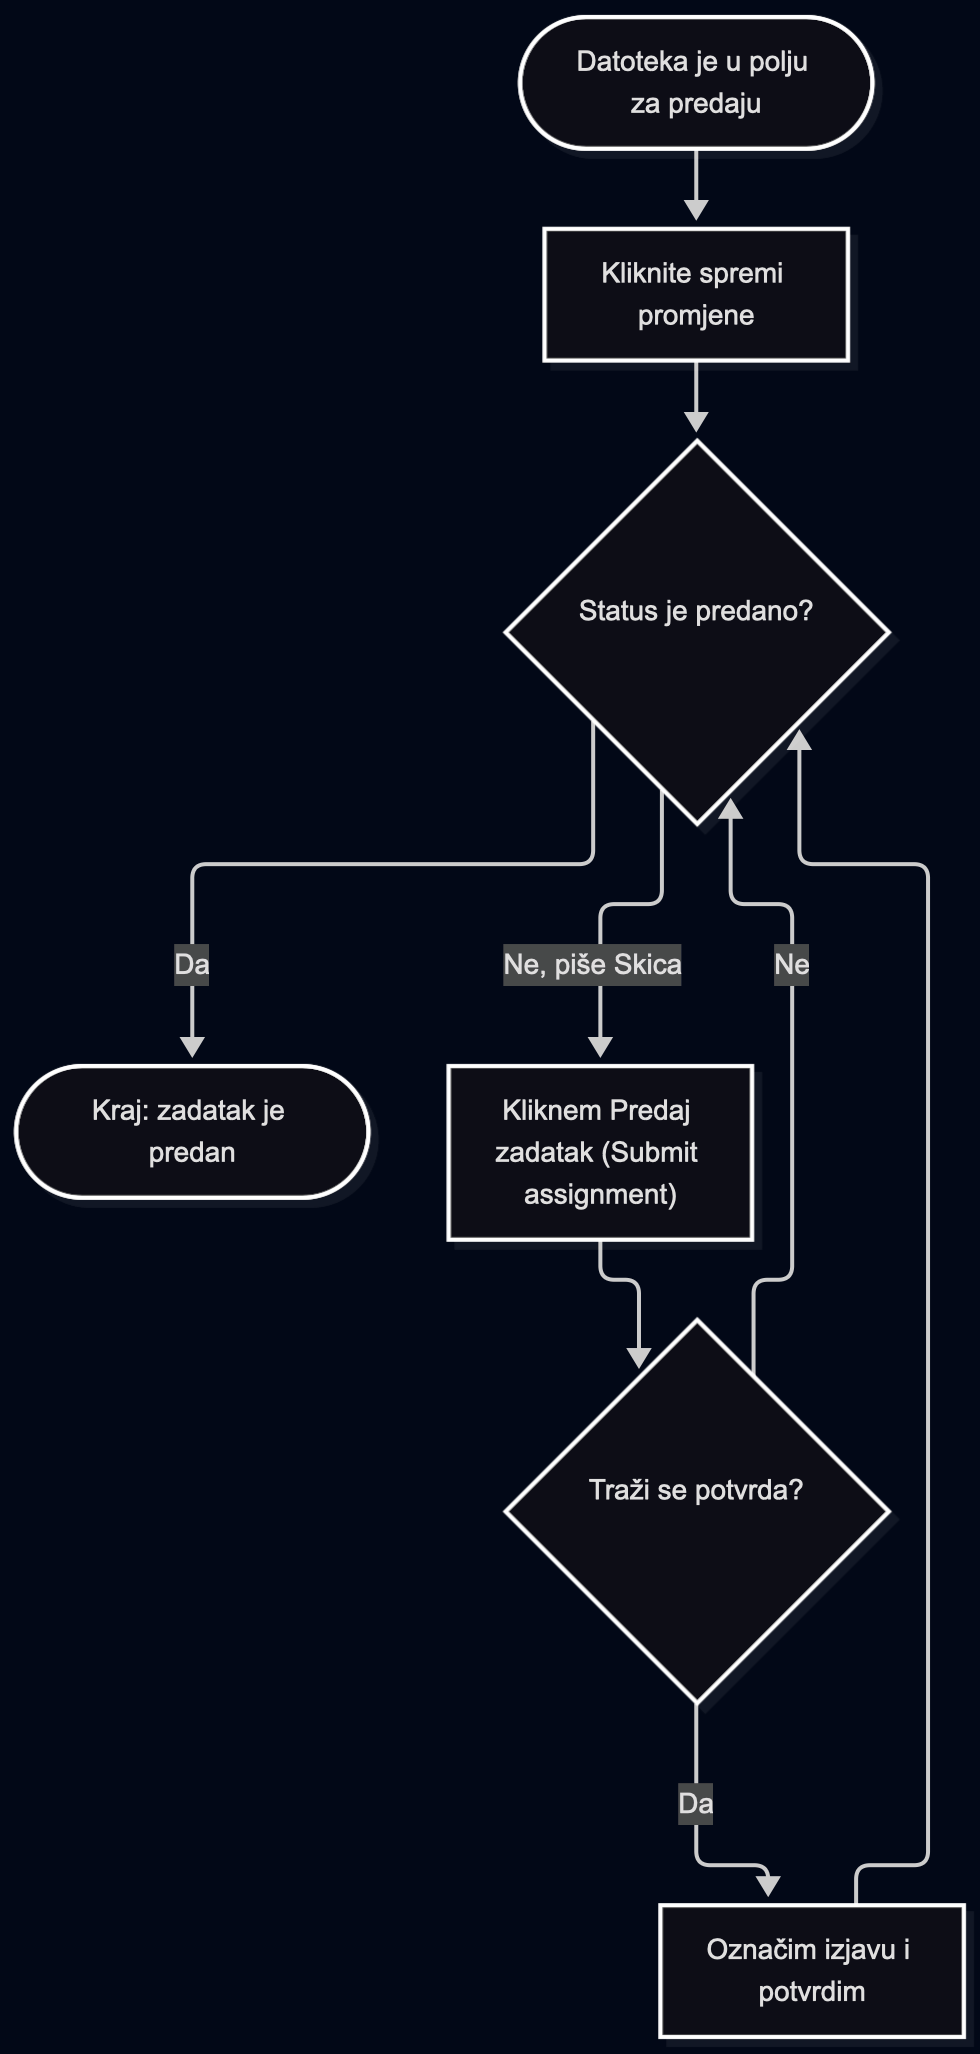 Datoteka je u polju
za predaju
Kliknite spremi
promjene
Status je predano?
Da
Ne, piše Skica
Ne
Kraj: zadatak je
predan
Kliknem Predaj
zadatak (Submit
assignment)
Traži se potvrda?
Da
Označim izjavu i
potvrdim